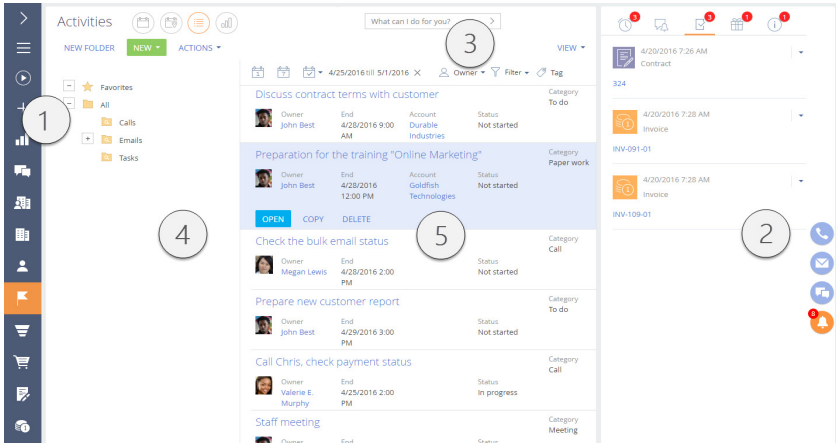 Activities
What can I do for you?
NEW FOLDER NEW ACTIONS
VIEW
4/25/2016 till 5/1/2016 Owner Filter Tag
Favorites
All
Calls
Emails
Tasks
1
2
3
4
5
Discuss contract terms with customer
Category
To do
Owner End Account Status
John Best 4/28/2016 9:00 AM Durable Industries Not started
Preparation for the training "Online Marketing"
Category
Paper work
Owner End Account Status
John Best 4/28/2016 12:00 PM Goldfish Technologies Not started
OPEN COPY DELETE
Check the bulk email status
Category
Call
Owner End Status
Megan Lewis 4/28/2016 2:00 PM Not started
Prepare new customer report
Category
To do
Owner End Status
John Best 4/29/2016 3:00 PM Not started
Call Chris, check payment status
Category
Call
Owner End Status
Valerie E. Murphy 4/25/2016 2:00 PM In progress
Staff meeting
Category
Meeting
Owner End Status
3 3 1 1
4/20/2016 7:26 AM
Contract
324
4/20/2016 7:28 AM
Invoice
INV-091-01
4/20/2016 7:28 AM
Invoice
INV-109-01
8